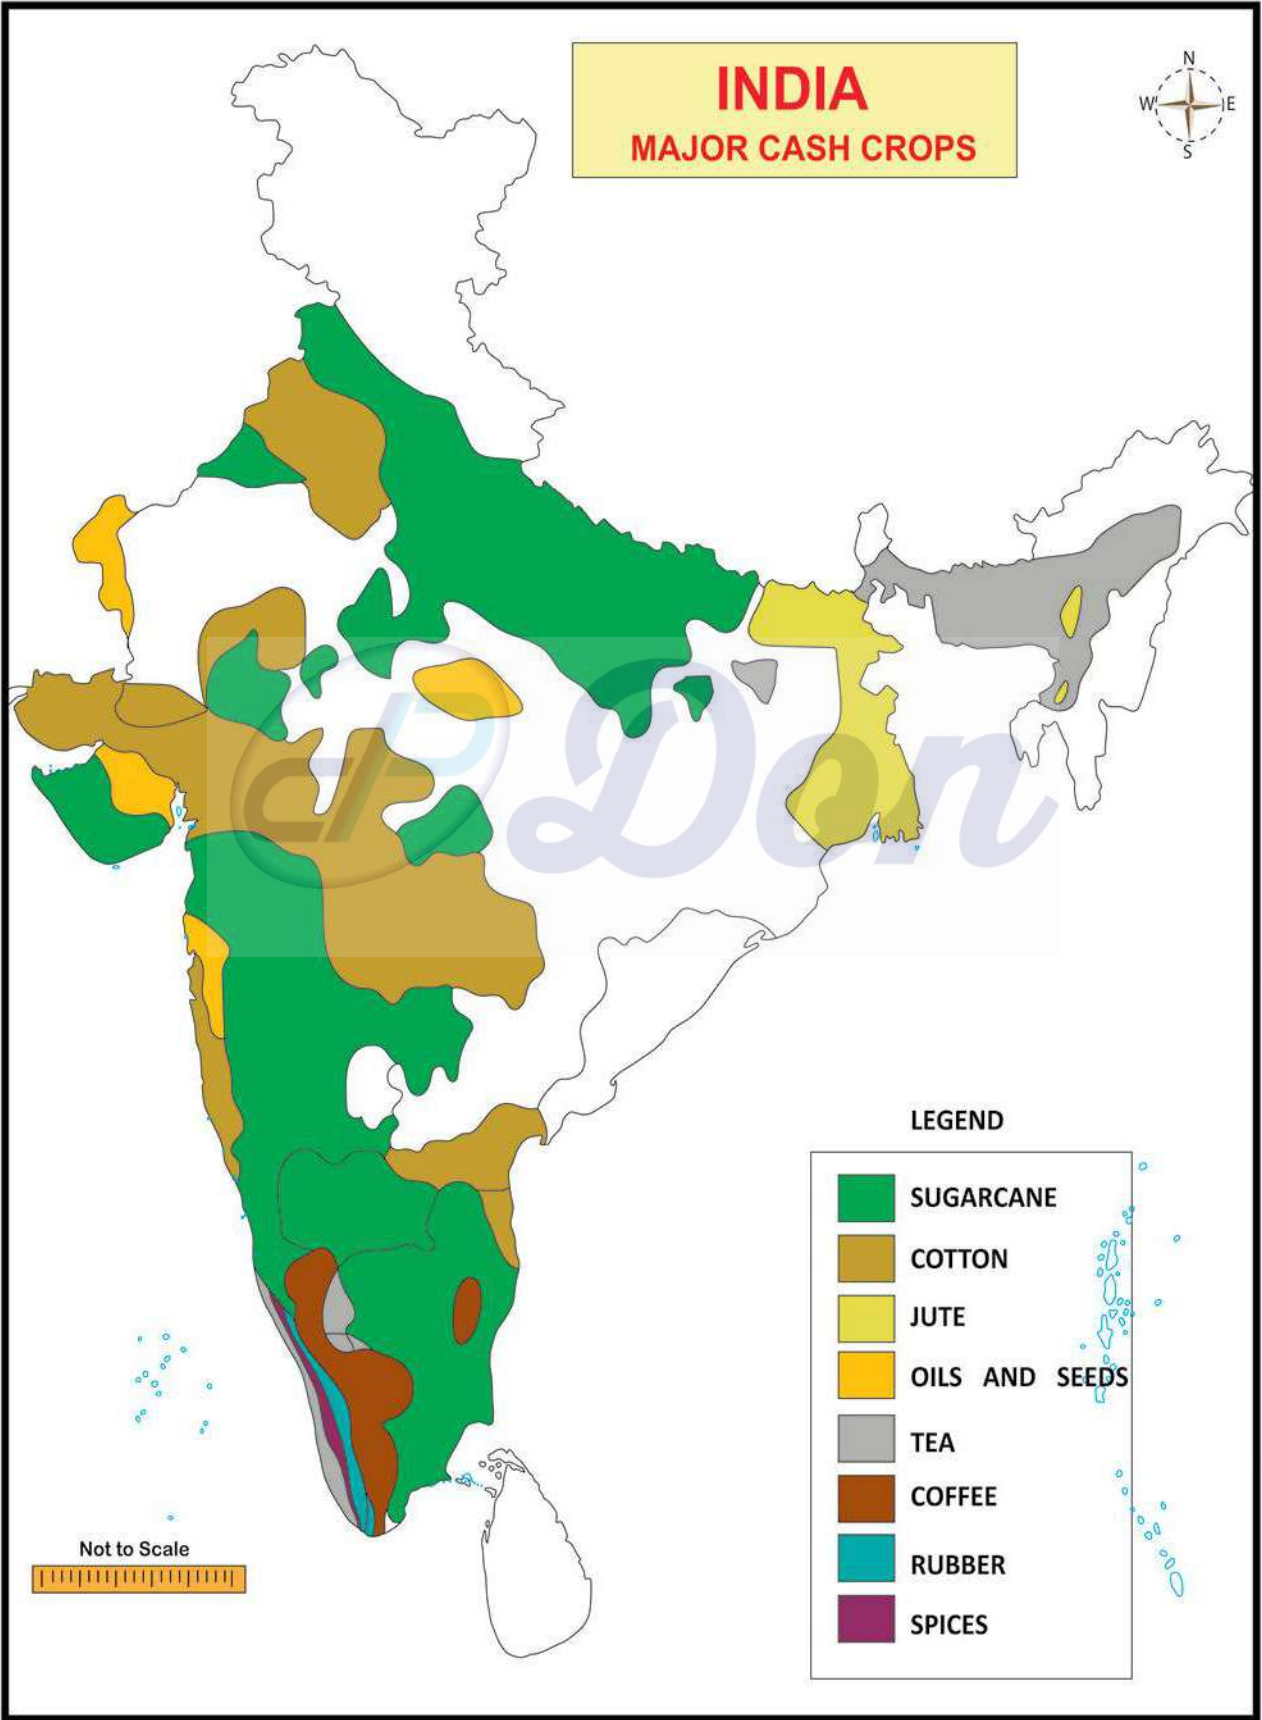 INDIA
MAJOR CASH CROPS
N
W E
S
Don
LEGEND
SUGARCANE
COTTON
JUTE
OILS AND SEEDS
TEA
COFFEE
RUBBER
SPICES
Not to Scale